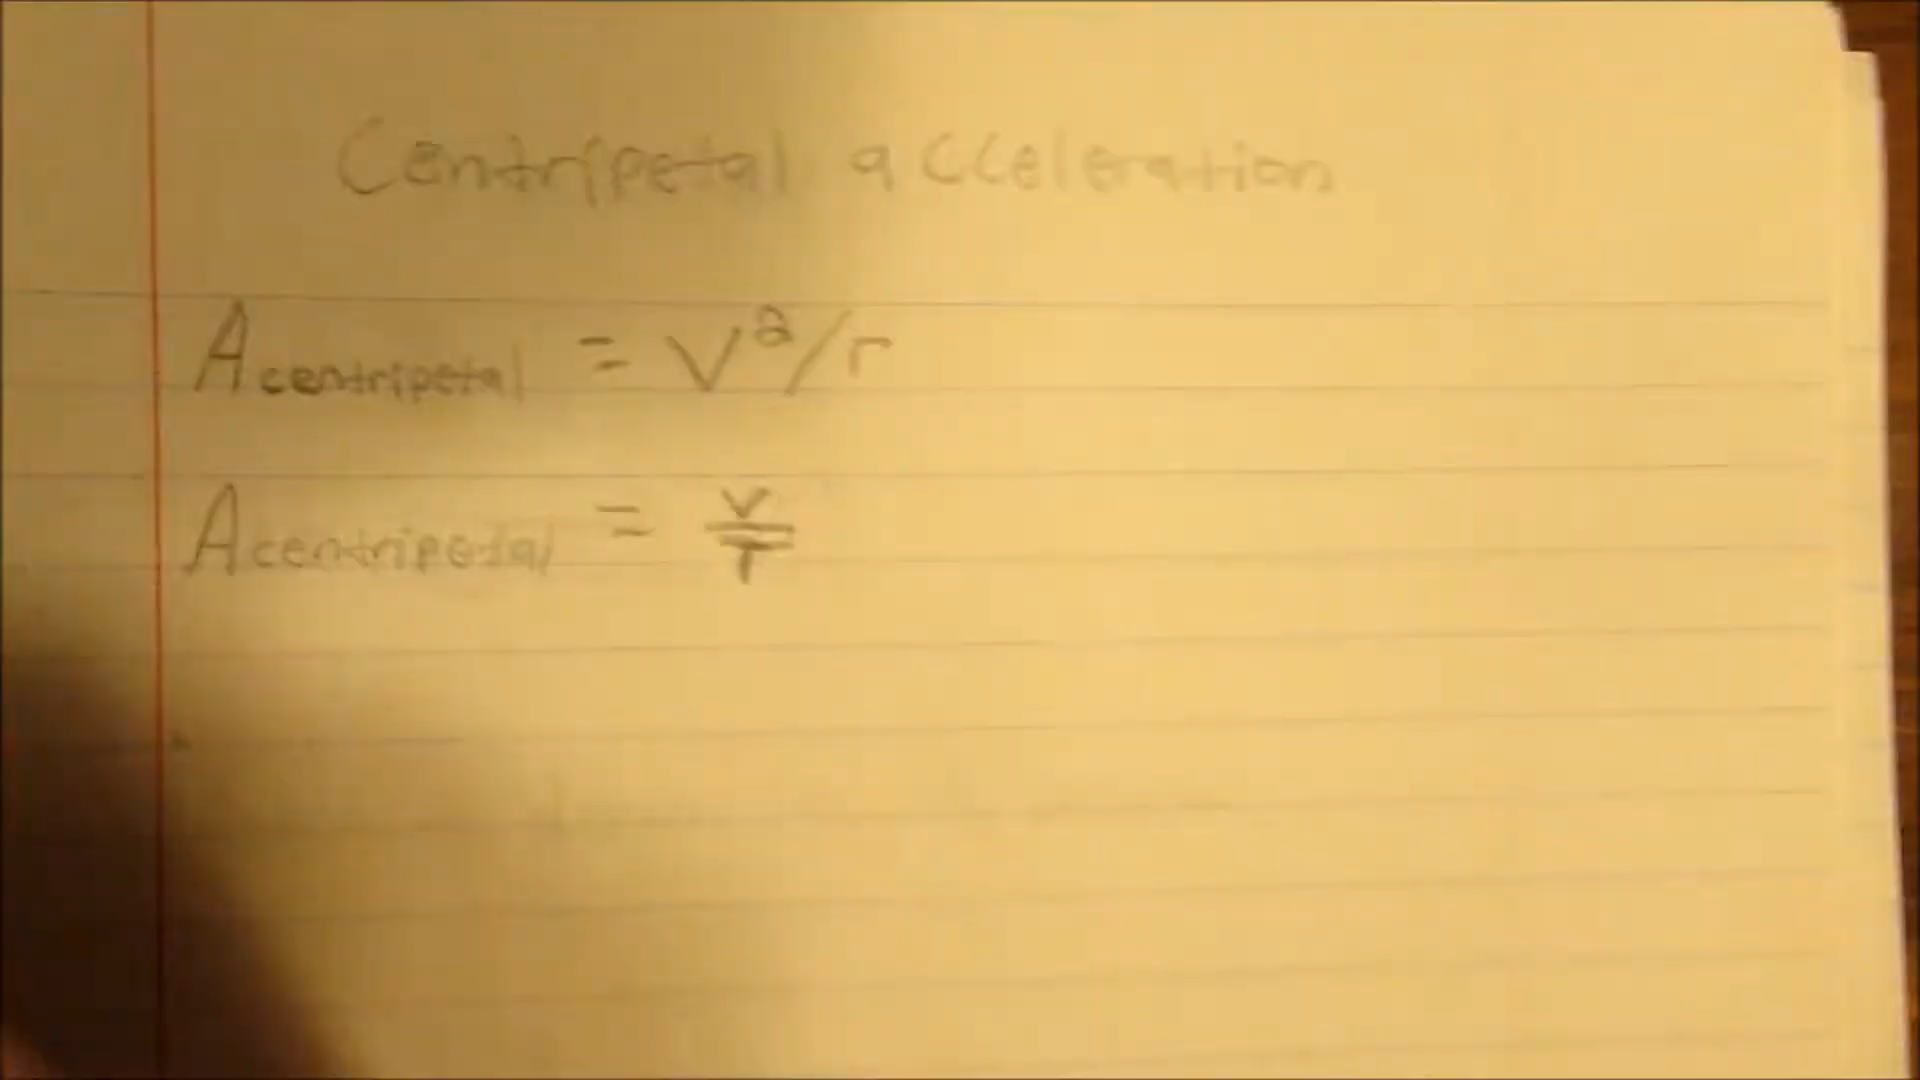 Centripetal acceleration
Acentripetal = V²/r
Acentripetal = V/T